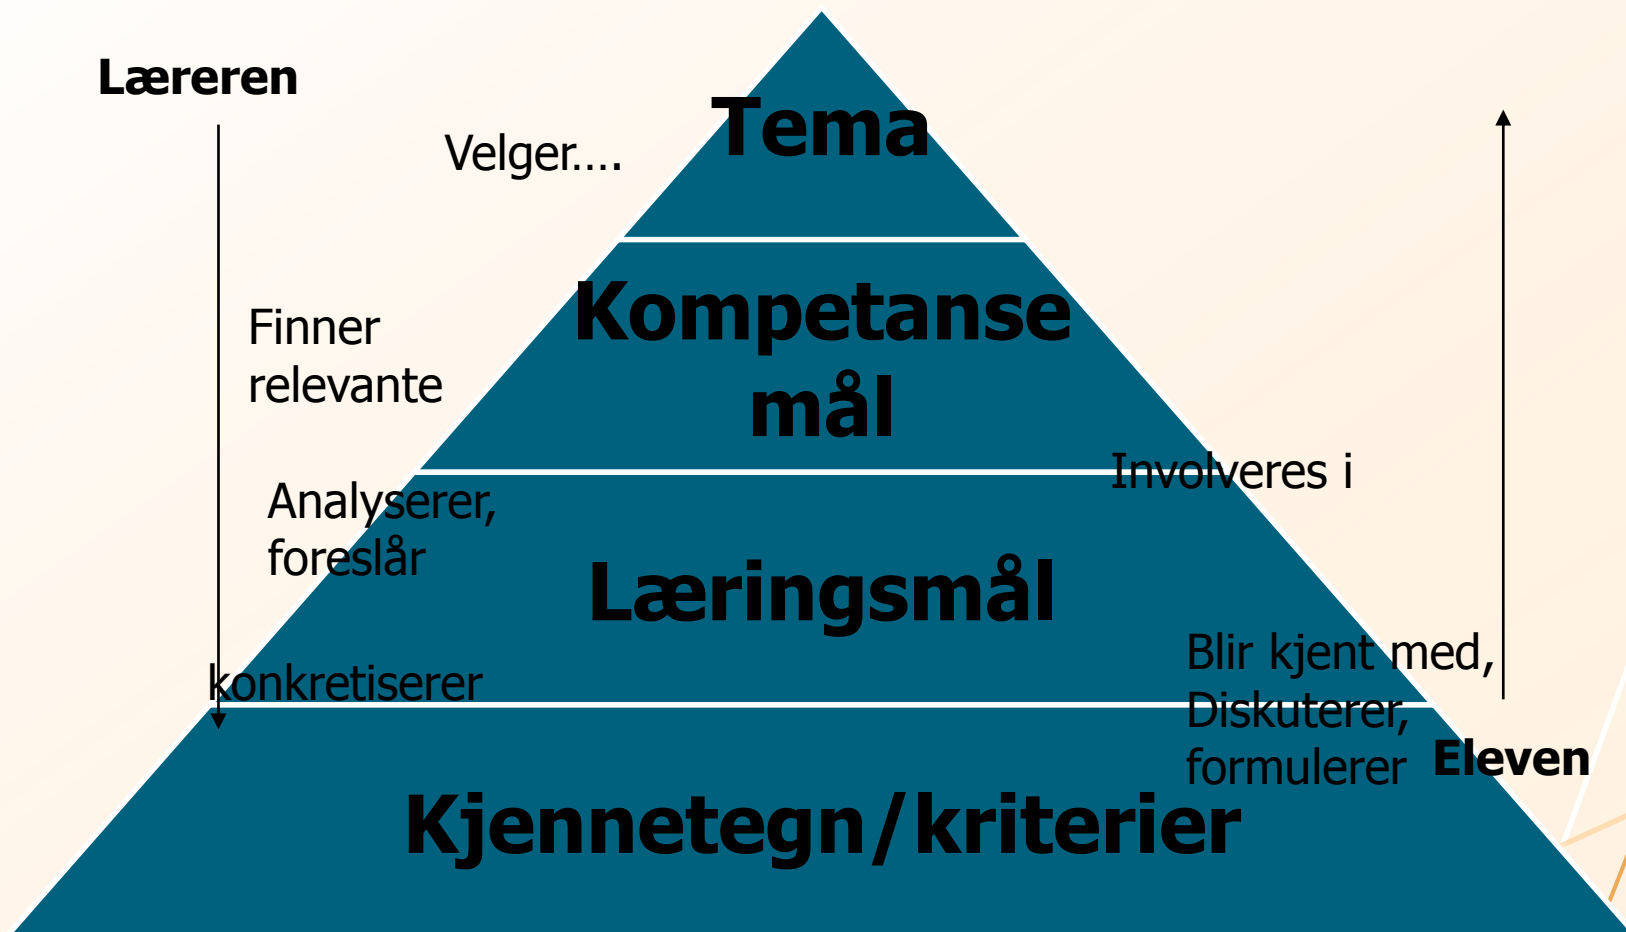 Læreren
Tema
Velger....
Finner
relevante
Kompetanse
mål
Involveres i
Analyserer,
foreslår
Læringsmål
konkretiserer
Blir kjent med,
Diskuterer,
formulerer
Eleven
Kjennetegn/kriterier